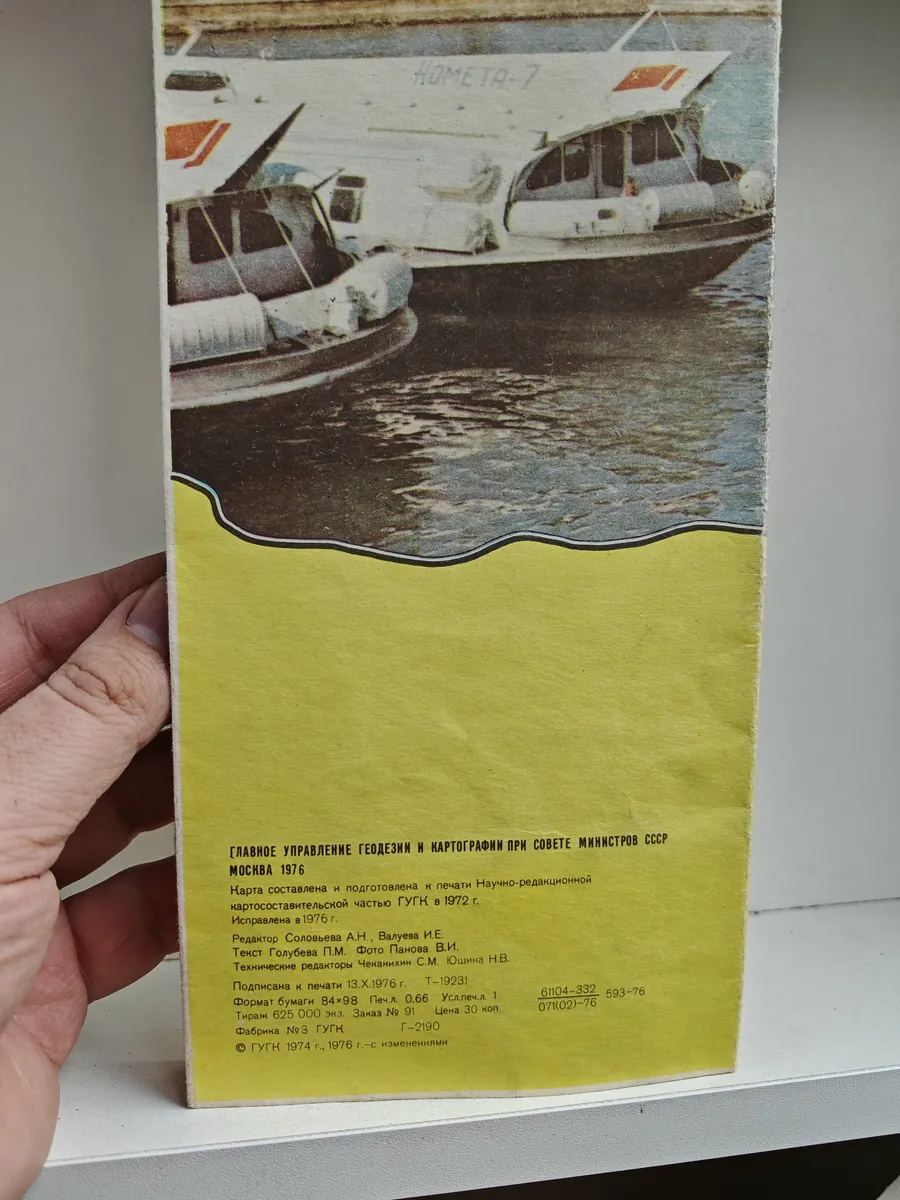 КОМЕТА-7
ГЛАВНОЕ УПРАВЛЕНИЕ ГЕОДЕЗИИ И КАРТОГРАФИИ ПРИ СОВЕТЕ МИНИСТРОВ СССР
МОСКВА 1976
Карта составлена и подготовлена к печати Научно-редакционной
картосоставительской частью ГУГК в 1972 г.
Исправлена в 1976 г.
Редактор Соловьева А.Н., Валуева И.Е.
Текст Голубева П.М. Фото Панова В.И.
Технические редакторы Чеканихин С.М. Юшина Н.В.
Подписана к печати 13.X.1976 г. Т-19231
Формат бумаги 84×98 Печ.л. 0.66 Усл.печ.л. 1
Тираж 625 000 экз. Заказ № 91 Цена 30 коп
61104-332
071(02)-76
593-76
Фабрика №3 ГУГК Г-2190
© ГУГК 1974 г., 1976 г.-с изменениями